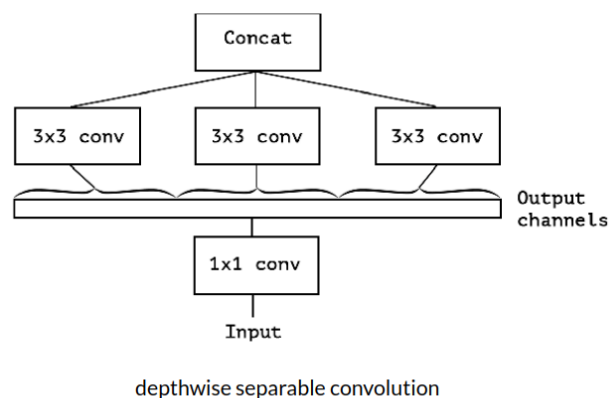 Concat
3x3 conv
3x3 conv
3x3 conv
Output
channels
1x1 conv
Input
depthwise separable convolution